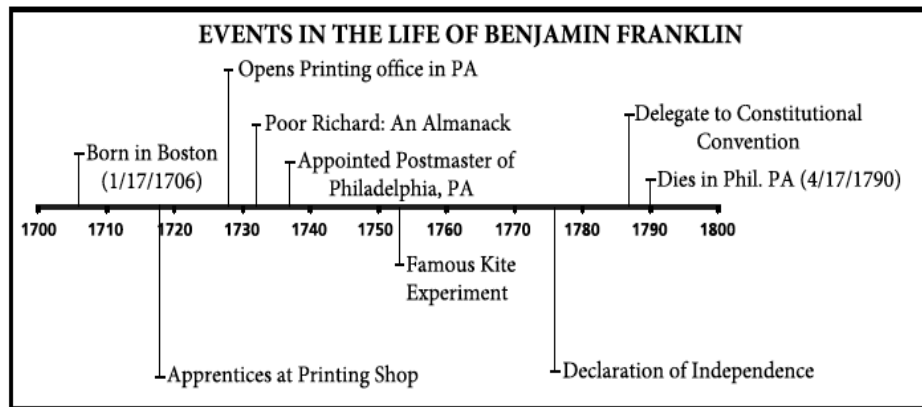 EVENTS IN THE LIFE OF BENJAMIN FRANKLIN
Opens Printing office in PA
Poor Richard: An Almanack
Delegate to Constitutional
Convention
Born in Boston
(1/17/1706)
Appointed Postmaster of
Philadelphia, PA
Dies in Phil. PA (4/17/1790)
1700 1710 1720 1730 1740 1750 1760 1770 1780 1790 1800
Famous Kite
Experiment
Apprentices at Printing Shop
Declaration of Independence